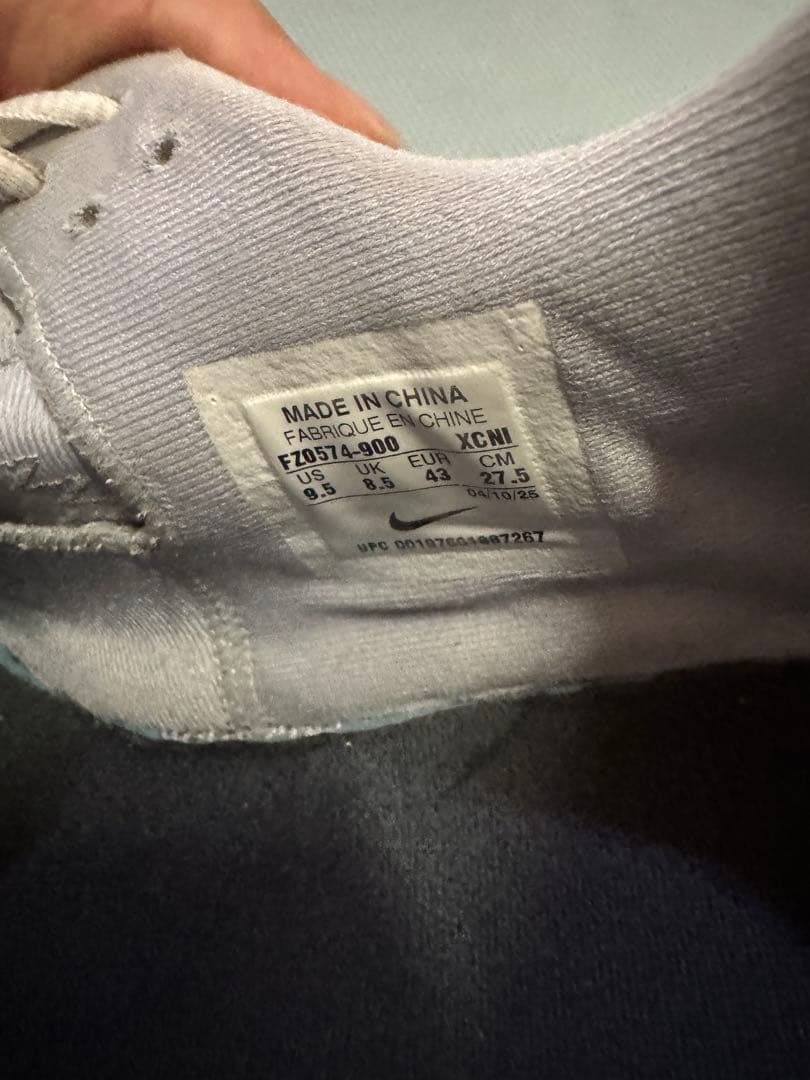 MADE IN CHINA
FABRIQUE EN CHINE
FZ0574-900 XCNI
US UK EUR CM
9.5 8.5 43 27.5
04/10/25
UPC